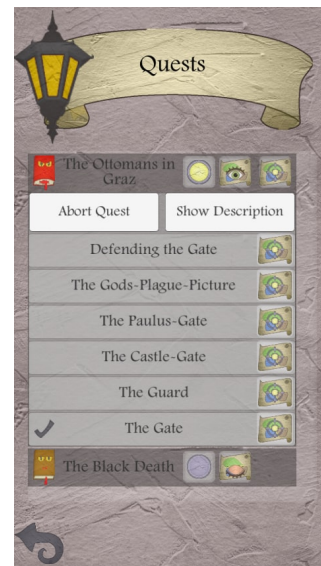 Quests
The Ottomans in
Graz
Abort Quest
Show Description
Defending the Gate
The Gods-Plague-Picture
The Paulus-Gate
The Castle-Gate
The Guard
The Gate
The Black Death